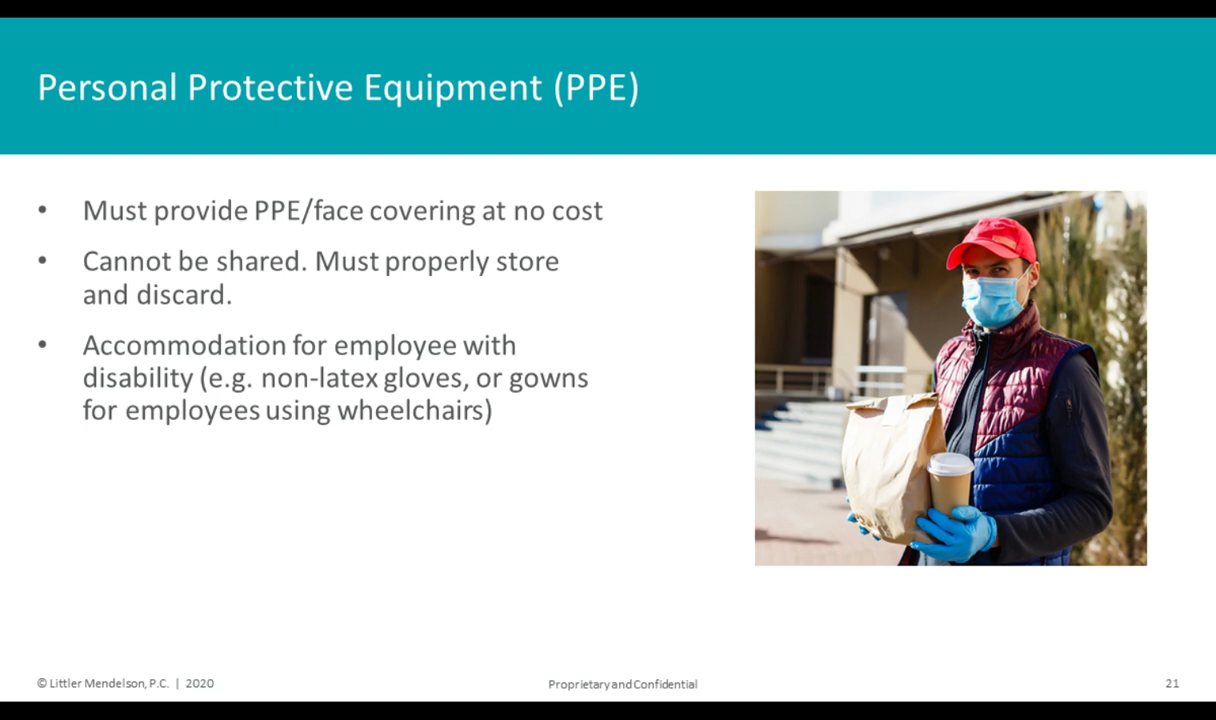 Personal Protective Equipment (PPE)
• Must provide PPE/face covering at no cost
• Cannot be shared. Must properly store
and discard.
• Accommodation for employee with
disability (e.g. non-latex gloves, or gowns
for employees using wheelchairs)
© Littler Mendelson, P.C. | 2020
Proprietary and Confidential
21